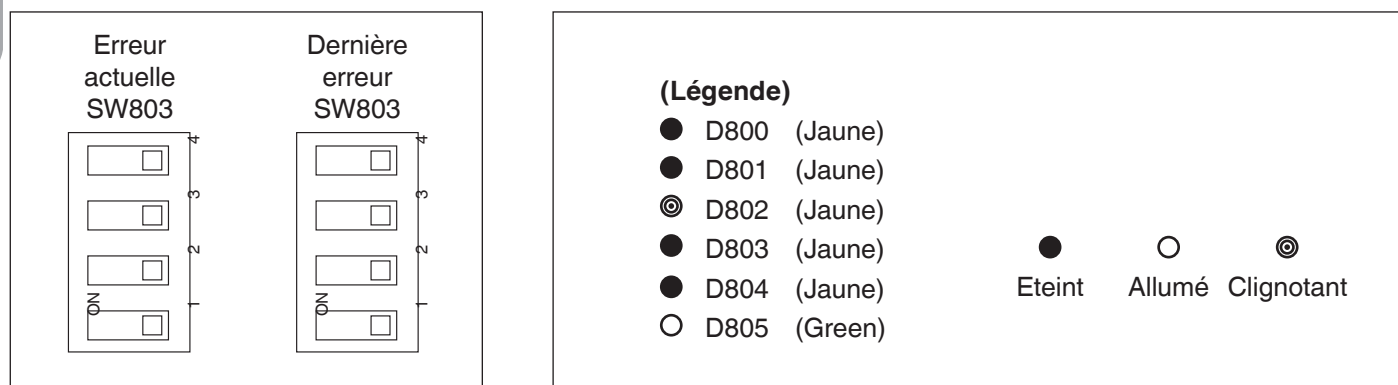 Erreur
actuelle
SW803
4
3
2
1
ON
Dernière
erreur
SW803
4
3
2
1
ON
(Légende)
D800 (Jaune)
D801 (Jaune)
D802 (Jaune)
D803 (Jaune)
D804 (Jaune)
D805 (Green)
Eteint Allumé Clignotant